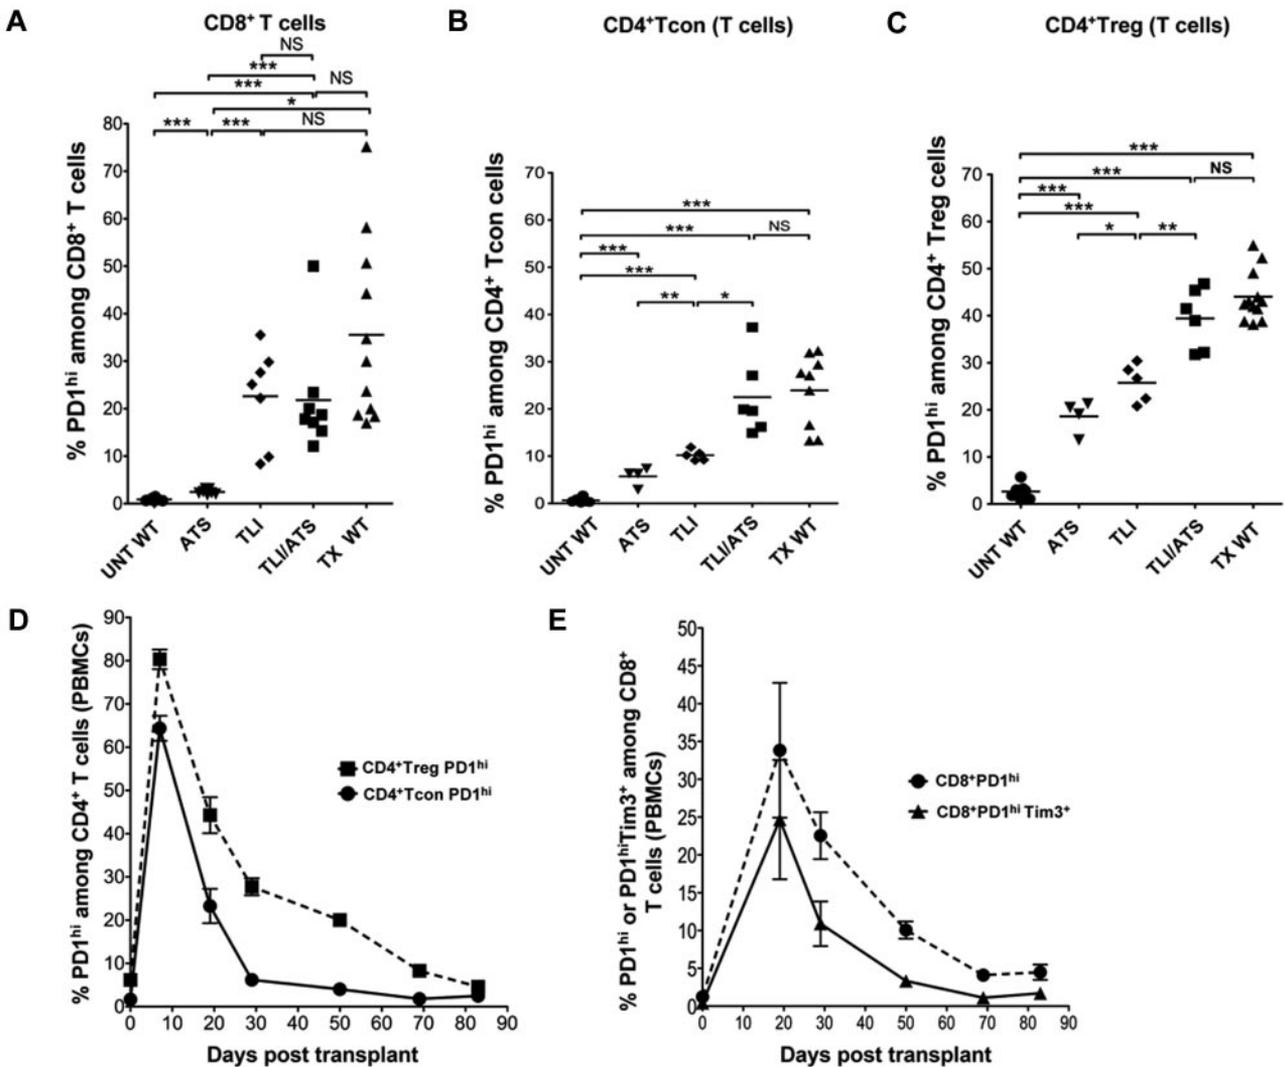 A
CD8⁺ T cells
NS
***
***
NS
*
***
***
NS
% PD1ʰⁱ among CD8⁺ T cells
80
70
60
50
40
30
20
10
0
UNT WT
ATS
TLI
TLI/ATS
TX WT
B
CD4⁺Tcon (T cells)
***
***
NS
***
***
**
*
% PD1ʰⁱ among CD4⁺ Tcon cells
70
60
50
40
30
20
10
0
UNT WT
ATS
TLI
TLI/ATS
TX WT
C
CD4⁺Treg (T cells)
***
***
NS
***
***
*
**
% PD1ʰⁱ among CD4⁺ Treg cells
70
60
50
40
30
20
10
0
UNT WT
ATS
TLI
TLI/ATS
TX WT
D
% PD1ʰⁱ among CD4⁺ T cells (PBMCs)
90
80
70
60
50
40
30
20
10
0
CD4⁺Treg PD1ʰⁱ
CD4⁺Tcon PD1ʰⁱ
0 10 20 30 40 50 60 70 80 90
Days post transplant
E
% PD1ʰⁱ or PD1ʰⁱTim3⁺ among CD8⁺
T cells (PBMCs)
50
45
40
35
30
25
20
15
10
5
0
CD8⁺PD1ʰⁱ
CD8⁺PD1ʰⁱ Tim3⁺
0 10 20 30 40 50 60 70 80 90
Days post transplant